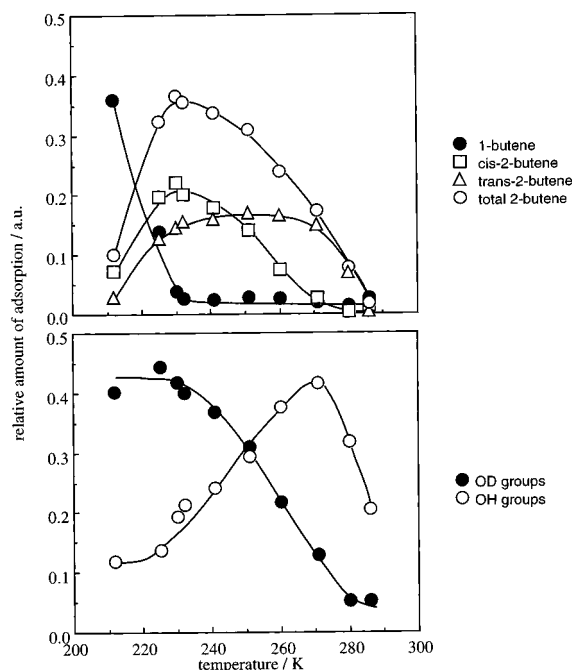 0.5
0.4
0.3
0.2
0.1
0.0
1-butene
cis-2-butene
trans-2-butene
total 2-butene
relative amount of adsorption / a.u.
0.5
0.4
0.3
0.2
0.1
0.0
OD groups
OH groups
200 220 240 260 280 300
temperature / K